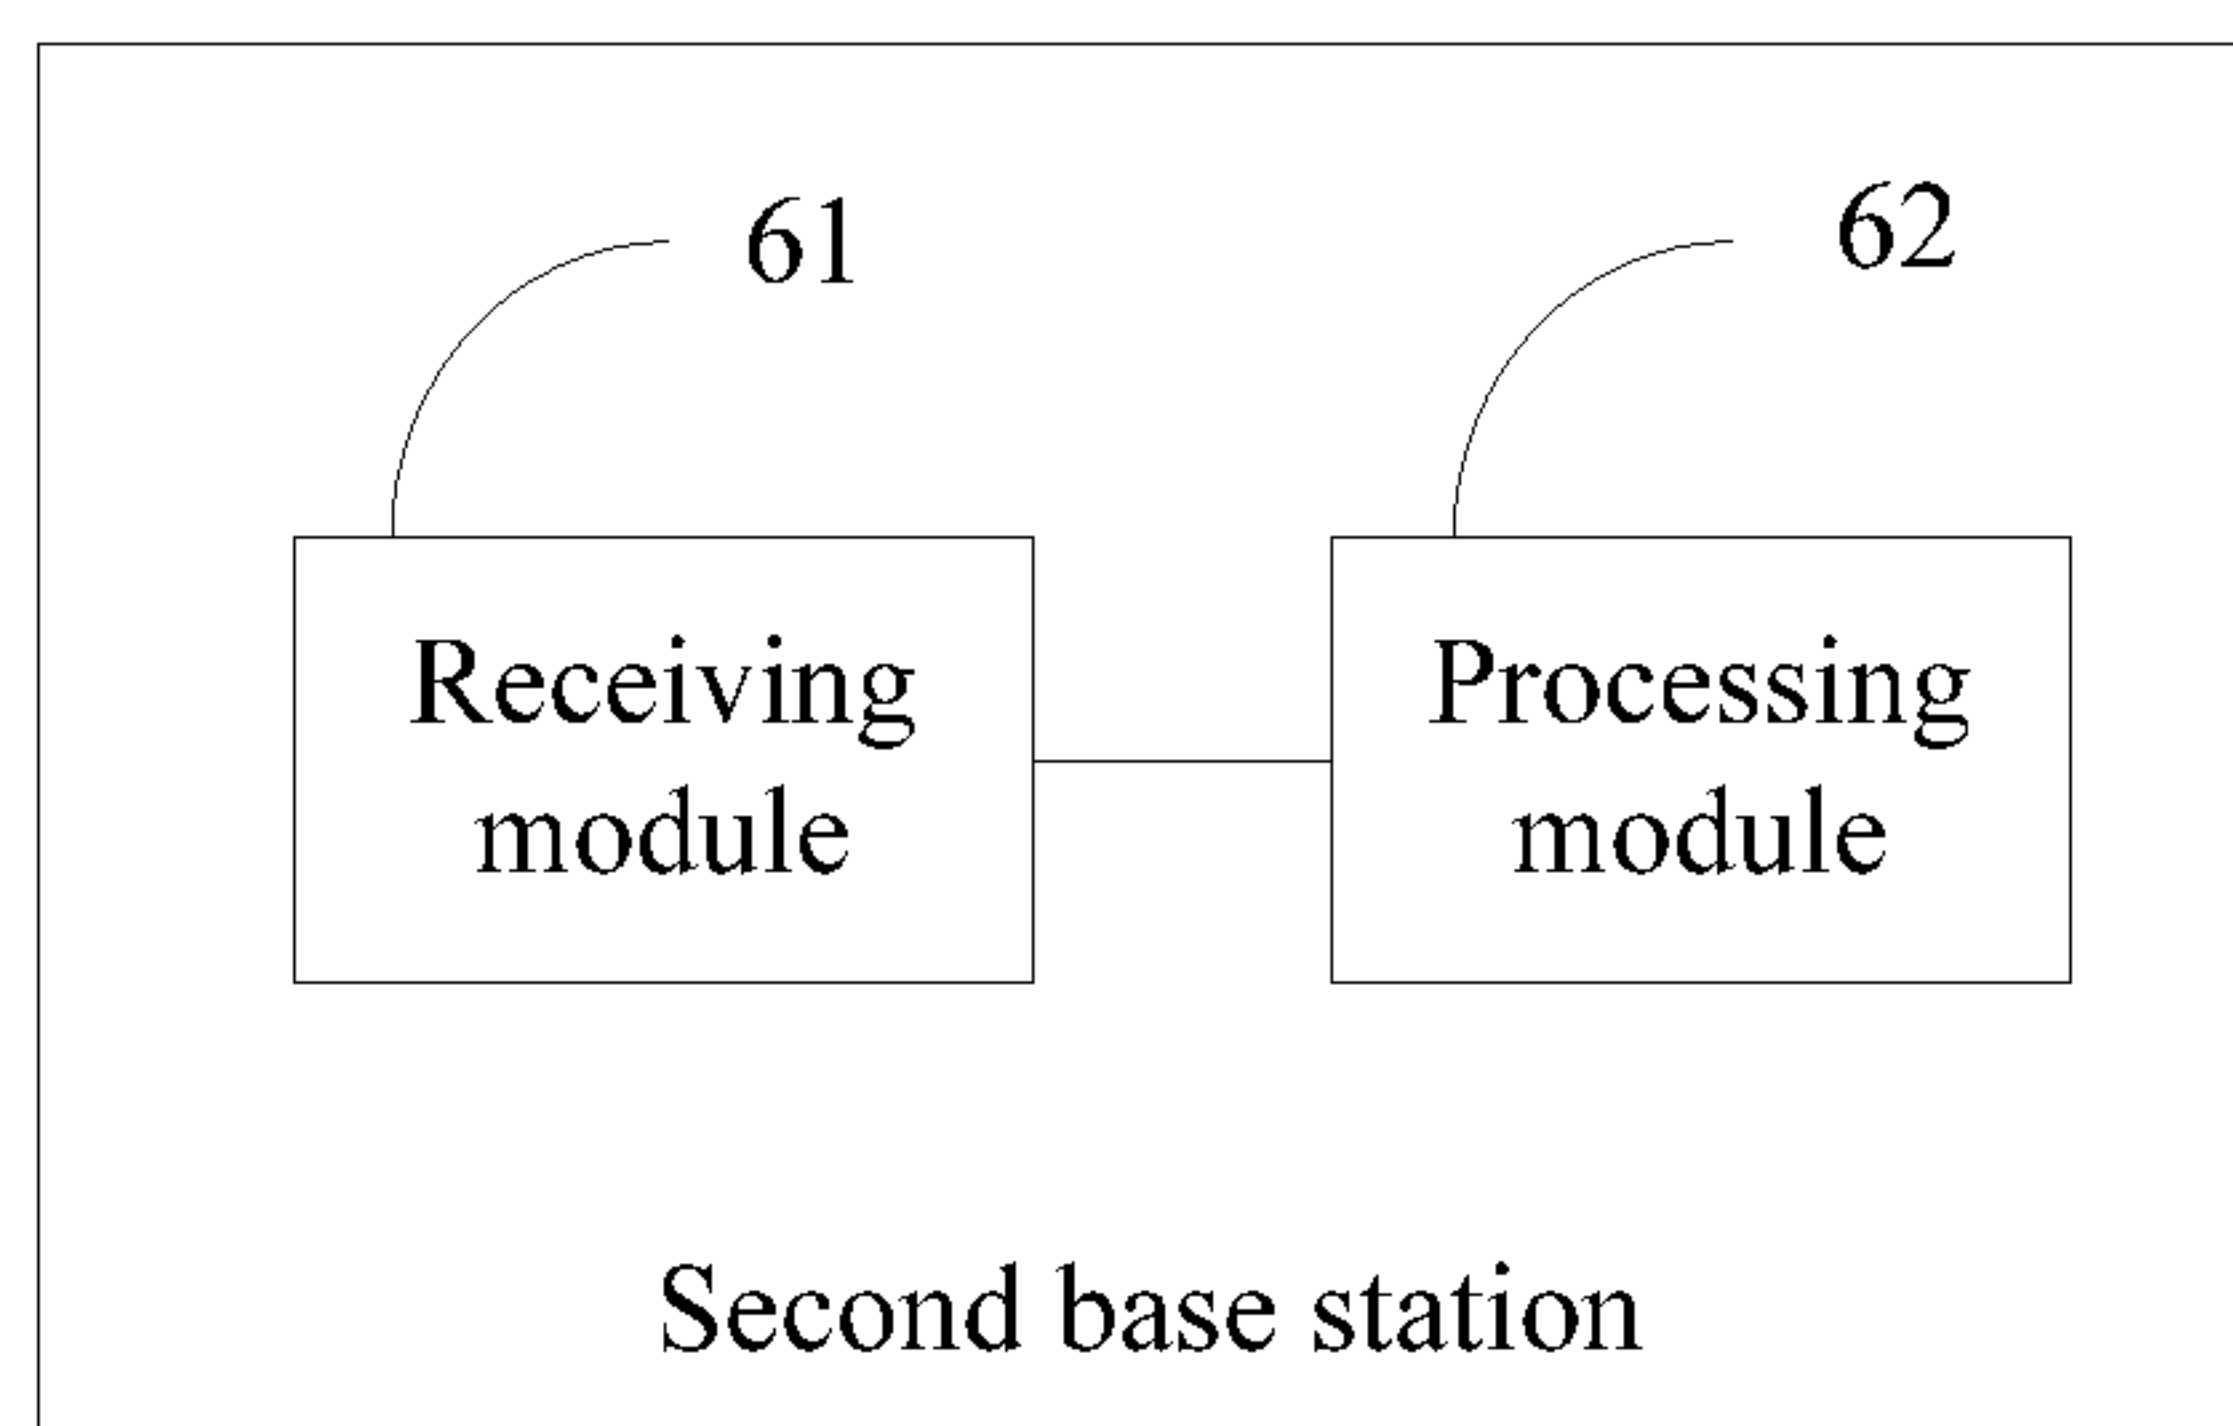 61
62
Receiving
module
Processing
module
Second base station